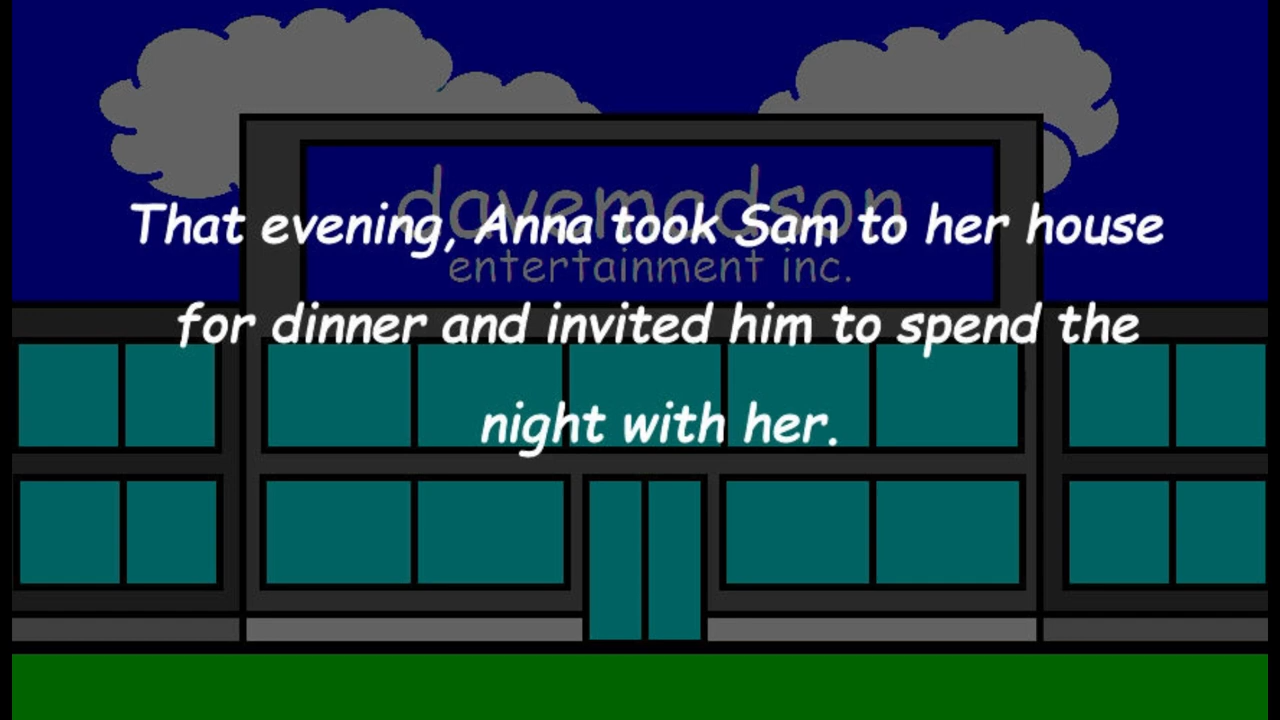 davemadson
entertainment inc.
That evening, Anna took Sam to her house
for dinner and invited him to spend the
night with her.